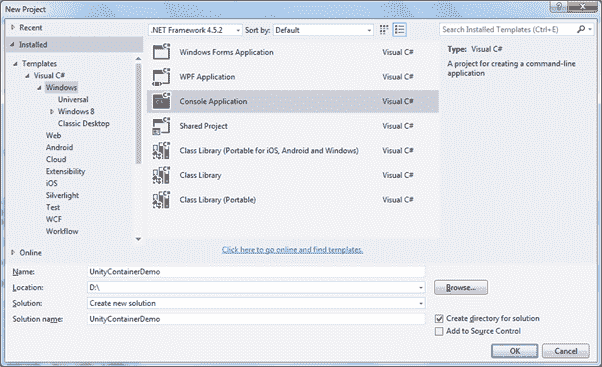 New Project
Recent
.NET Framework 4.5.2
Sort by:
Default
Search Installed Templates (Ctrl+E)
Installed
Templates
Visual C#
Windows
Universal
Windows 8
Classic Desktop
Web
Android
Cloud
Extensibility
iOS
Silverlight
Test
WCF
Workflow
Online
Windows Forms Application Visual C#
WPF Application Visual C#
Console Application Visual C#
Shared Project Visual C#
Class Library (Portable for iOS, Android and Windows) Visual C#
Class Library Visual C#
Class Library (Portable) Visual C#
Click here to go online and find templates.
Type: Visual C#
A project for creating a command-line
application
Name: UnityContainerDemo
Location: D:\
Browse...
Solution: Create new solution
Solution name: UnityContainerDemo
Create directory for solution
Add to Source Control
OK
Cancel